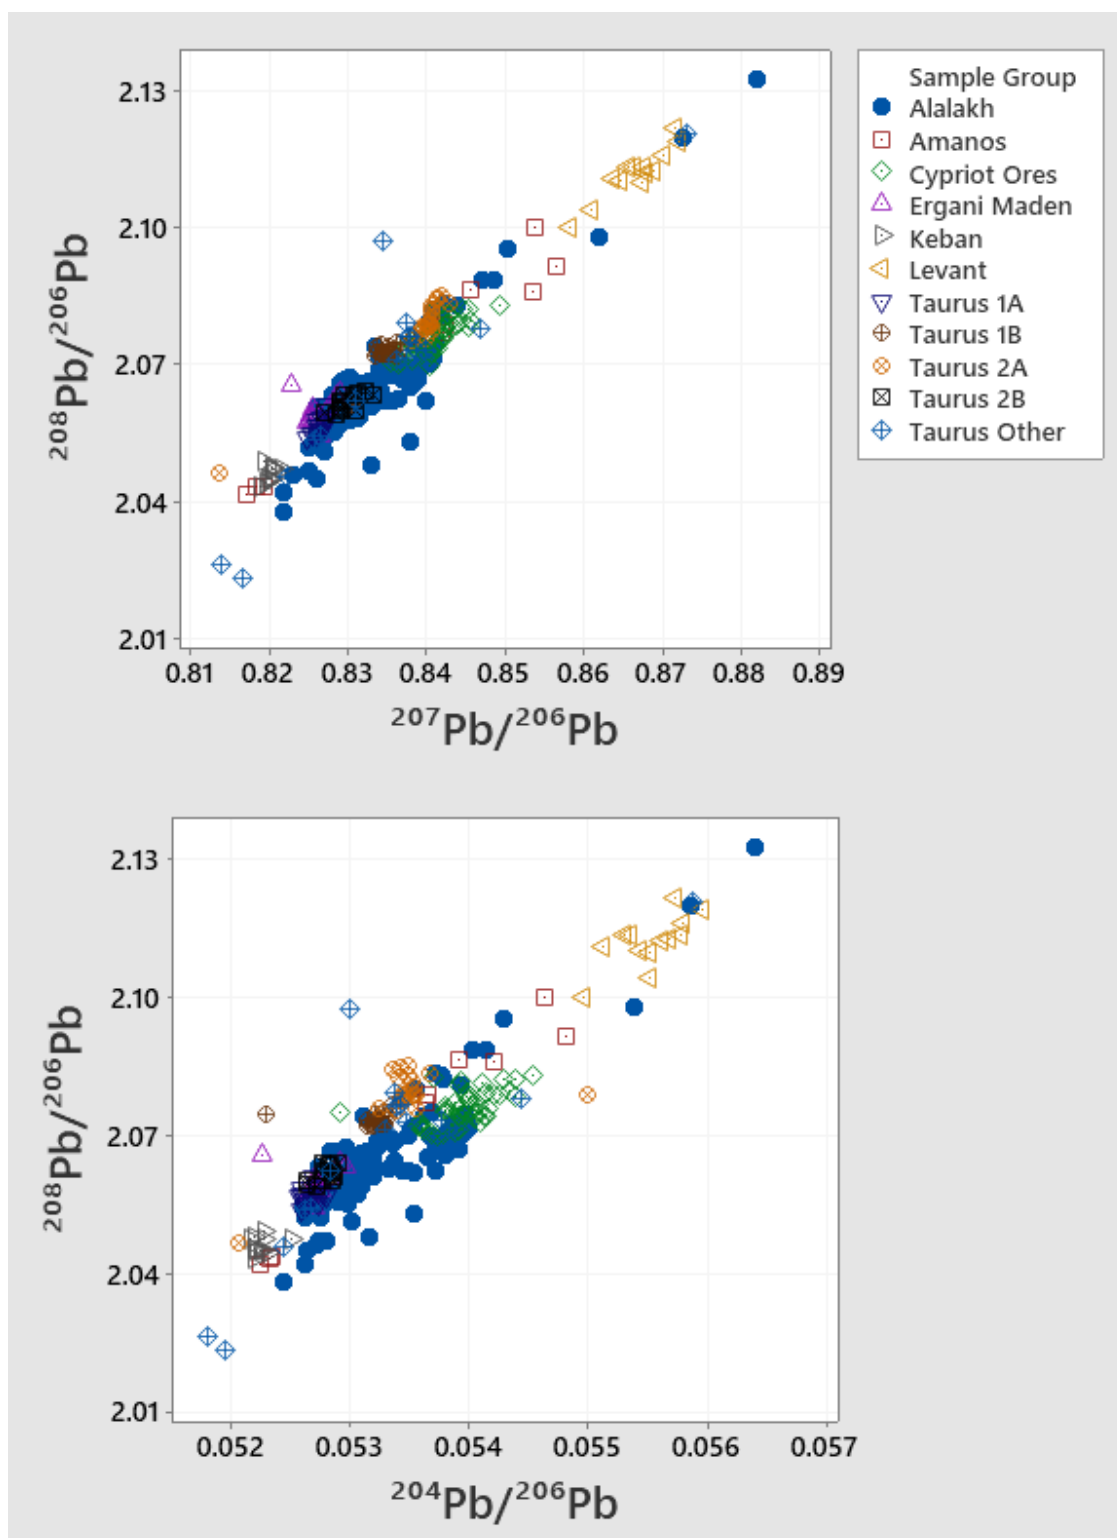 2.13
2.10
2.07
2.04
2.01
²⁰⁸Pb/²⁰⁶Pb
0.81 0.82 0.83 0.84 0.85 0.86 0.87 0.88 0.89
²⁰⁷Pb/²⁰⁶Pb
Sample Group
Alalakh
Amanos
Cypriot Ores
Ergani Maden
Keban
Levant
Taurus 1A
Taurus 1B
Taurus 2A
Taurus 2B
Taurus Other
2.13
2.10
2.07
2.04
2.01
²⁰⁸Pb/²⁰⁶Pb
0.052 0.053 0.054 0.055 0.056 0.057
²⁰⁴Pb/²⁰⁶Pb